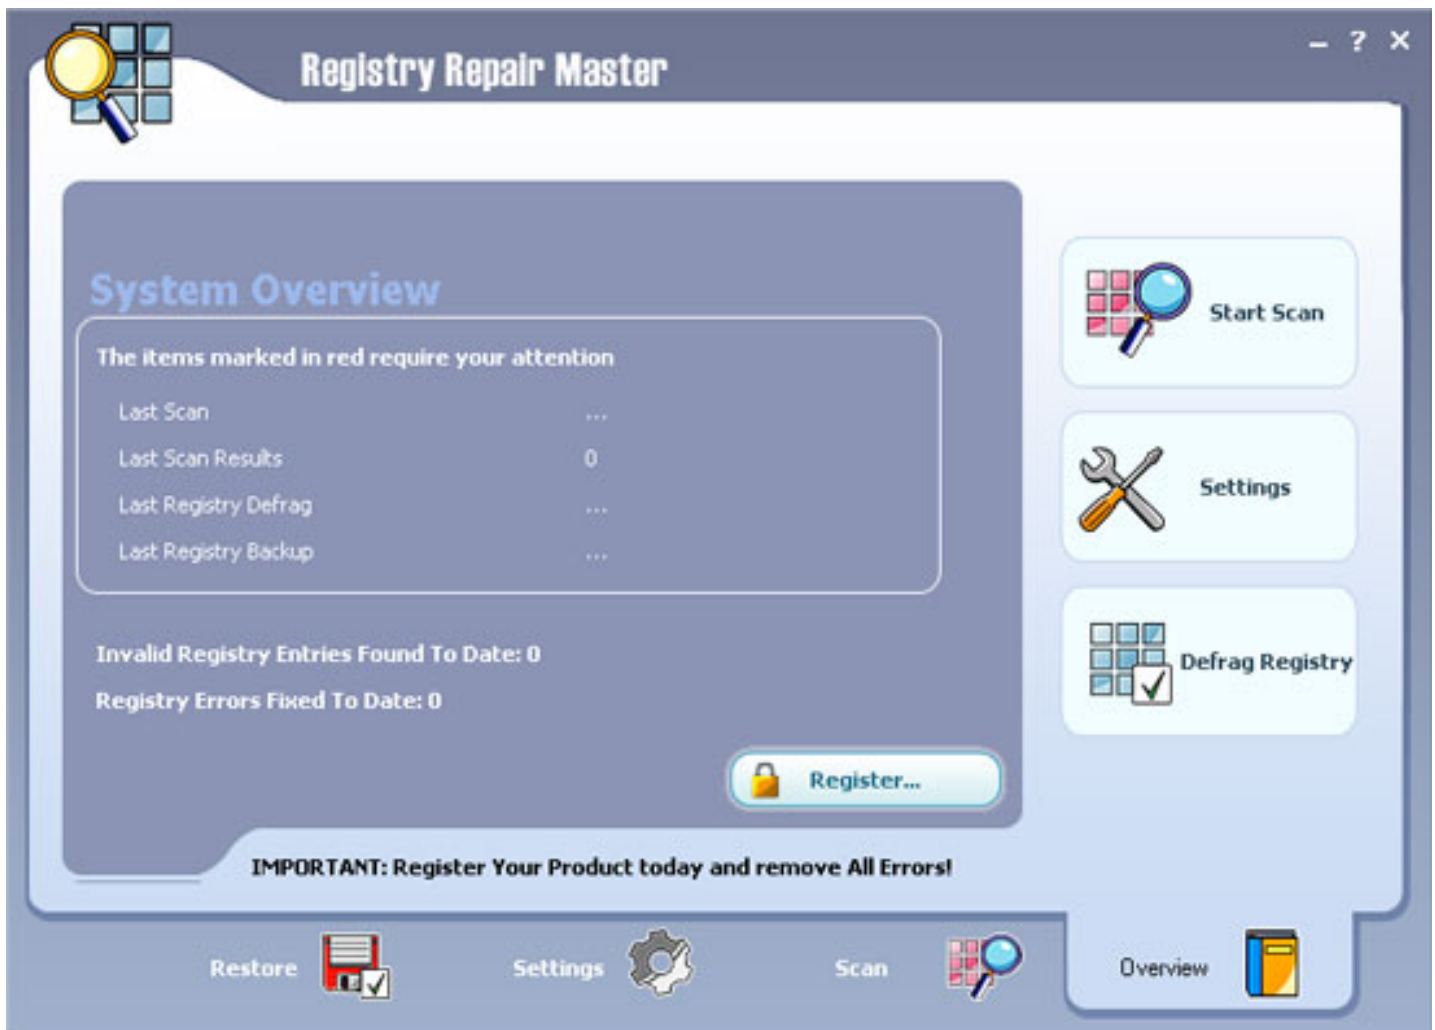 Registry Repair Master
– ? ×
System Overview
The items marked in red require your attention
Last Scan ...
Last Scan Results 0
Last Registry Defrag ...
Last Registry Backup ...
Invalid Registry Entries Found To Date: 0
Registry Errors Fixed To Date: 0
Register...
IMPORTANT: Register Your Product today and remove All Errors!
Start Scan
Settings
Defrag Registry
Restore
Settings
Scan
Overview